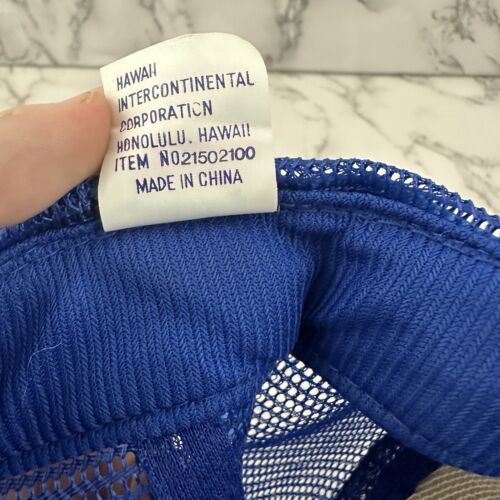 HAWAII
INTERCONTINENTAL
CORPORATION
HONOLULU, HAWAII
ITEM NO21502100
MADE IN CHINA